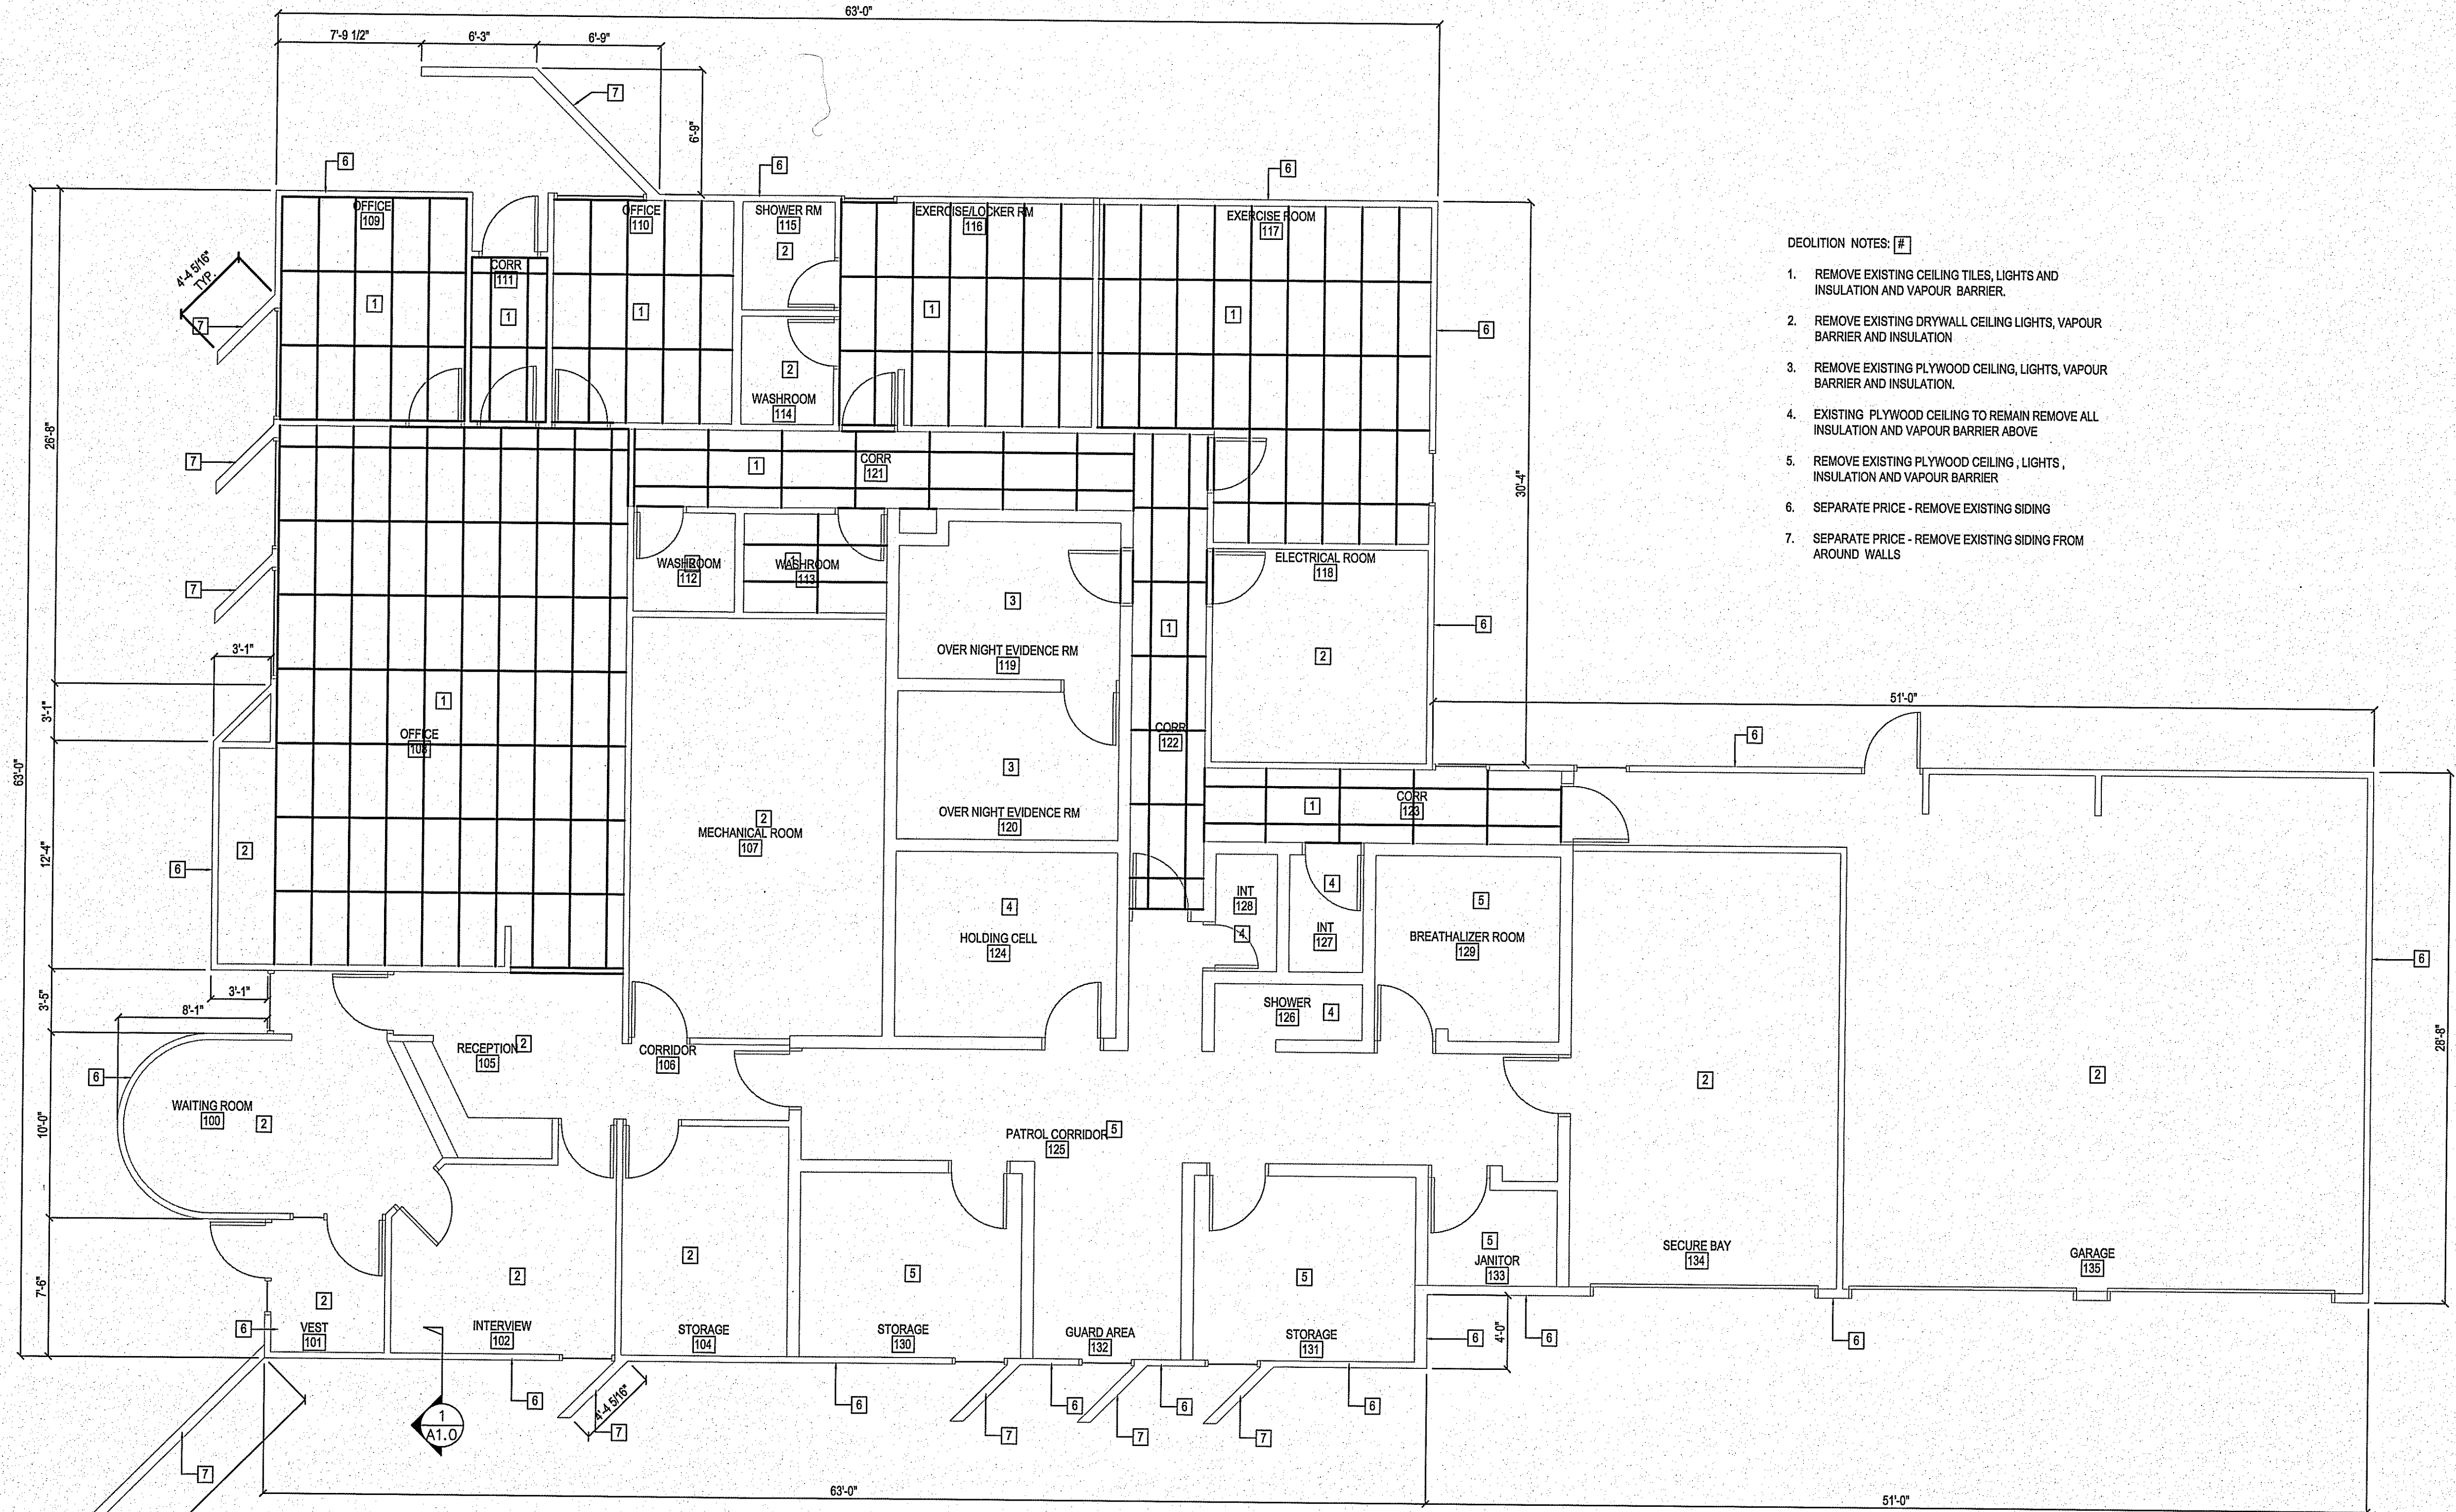 63'-0"
7'-9 1/2"
6'-3"
6'-9"
7
6'-9"
6
6
6
OFFICE
109
OFFICE
110
SHOWER RM
115
2
EXERCISE/LOCKER RM
116
EXERCISE ROOM
117
4'-4 5/16"
TYP.
7
CORR
111
1
1
1
1
1
6
2
WASHROOM
114
DEOLITION NOTES: #
1. REMOVE EXISTING CEILING TILES, LIGHTS AND
INSULATION AND VAPOUR BARRIER.
2. REMOVE EXISTING DRYWALL CEILING LIGHTS, VAPOUR
BARRIER AND INSULATION
3. REMOVE EXISTING PLYWOOD CEILING, LIGHTS, VAPOUR
BARRIER AND INSULATION.
4. EXISTING PLYWOOD CEILING TO REMAIN REMOVE ALL
INSULATION AND VAPOUR BARRIER ABOVE
5. REMOVE EXISTING PLYWOOD CEILING , LIGHTS ,
INSULATION AND VAPOUR BARRIER
6. SEPARATE PRICE - REMOVE EXISTING SIDING
7. SEPARATE PRICE - REMOVE EXISTING SIDING FROM
AROUND WALLS
26'-8"
7
1
CORR
121
30'-4"
7
WASHROOM
2
112
WASHROOM
1
113
ELECTRICAL ROOM
118
3
1
6
3'-1"
OVER NIGHT EVIDENCE RM
119
2
3'-1"
63'-0"
1
OFFICE
108
CORR
122
51'-0"
6
3
12'-4"
2
6
2
MECHANICAL ROOM
107
OVER NIGHT EVIDENCE RM
120
1
CORR
123
4
HOLDING CELL
124
INT
128
4
4
INT
127
5
BREATHALIZER ROOM
129
6
3'-1"
3'-5"
8'-1"
SHOWER
126
4
RECEPTION
105
2
CORRIDOR
106
28'-8"
6
2
2
10'-0"
WAITING ROOM
100
2
PATROL CORRIDOR
125
5
7'-6"
2
2
2
5
5
5
JANITOR
133
SECURE BAY
134
GARAGE
135
6
VEST
101
INTERVIEW
102
STORAGE
104
STORAGE
130
GUARD AREA
132
STORAGE
131
6
4'-0"
6
6
6
4'-4 5/16"
7
6
6
6
6
7
7
7
1
A1.0
7
63'-0"
51'-0"